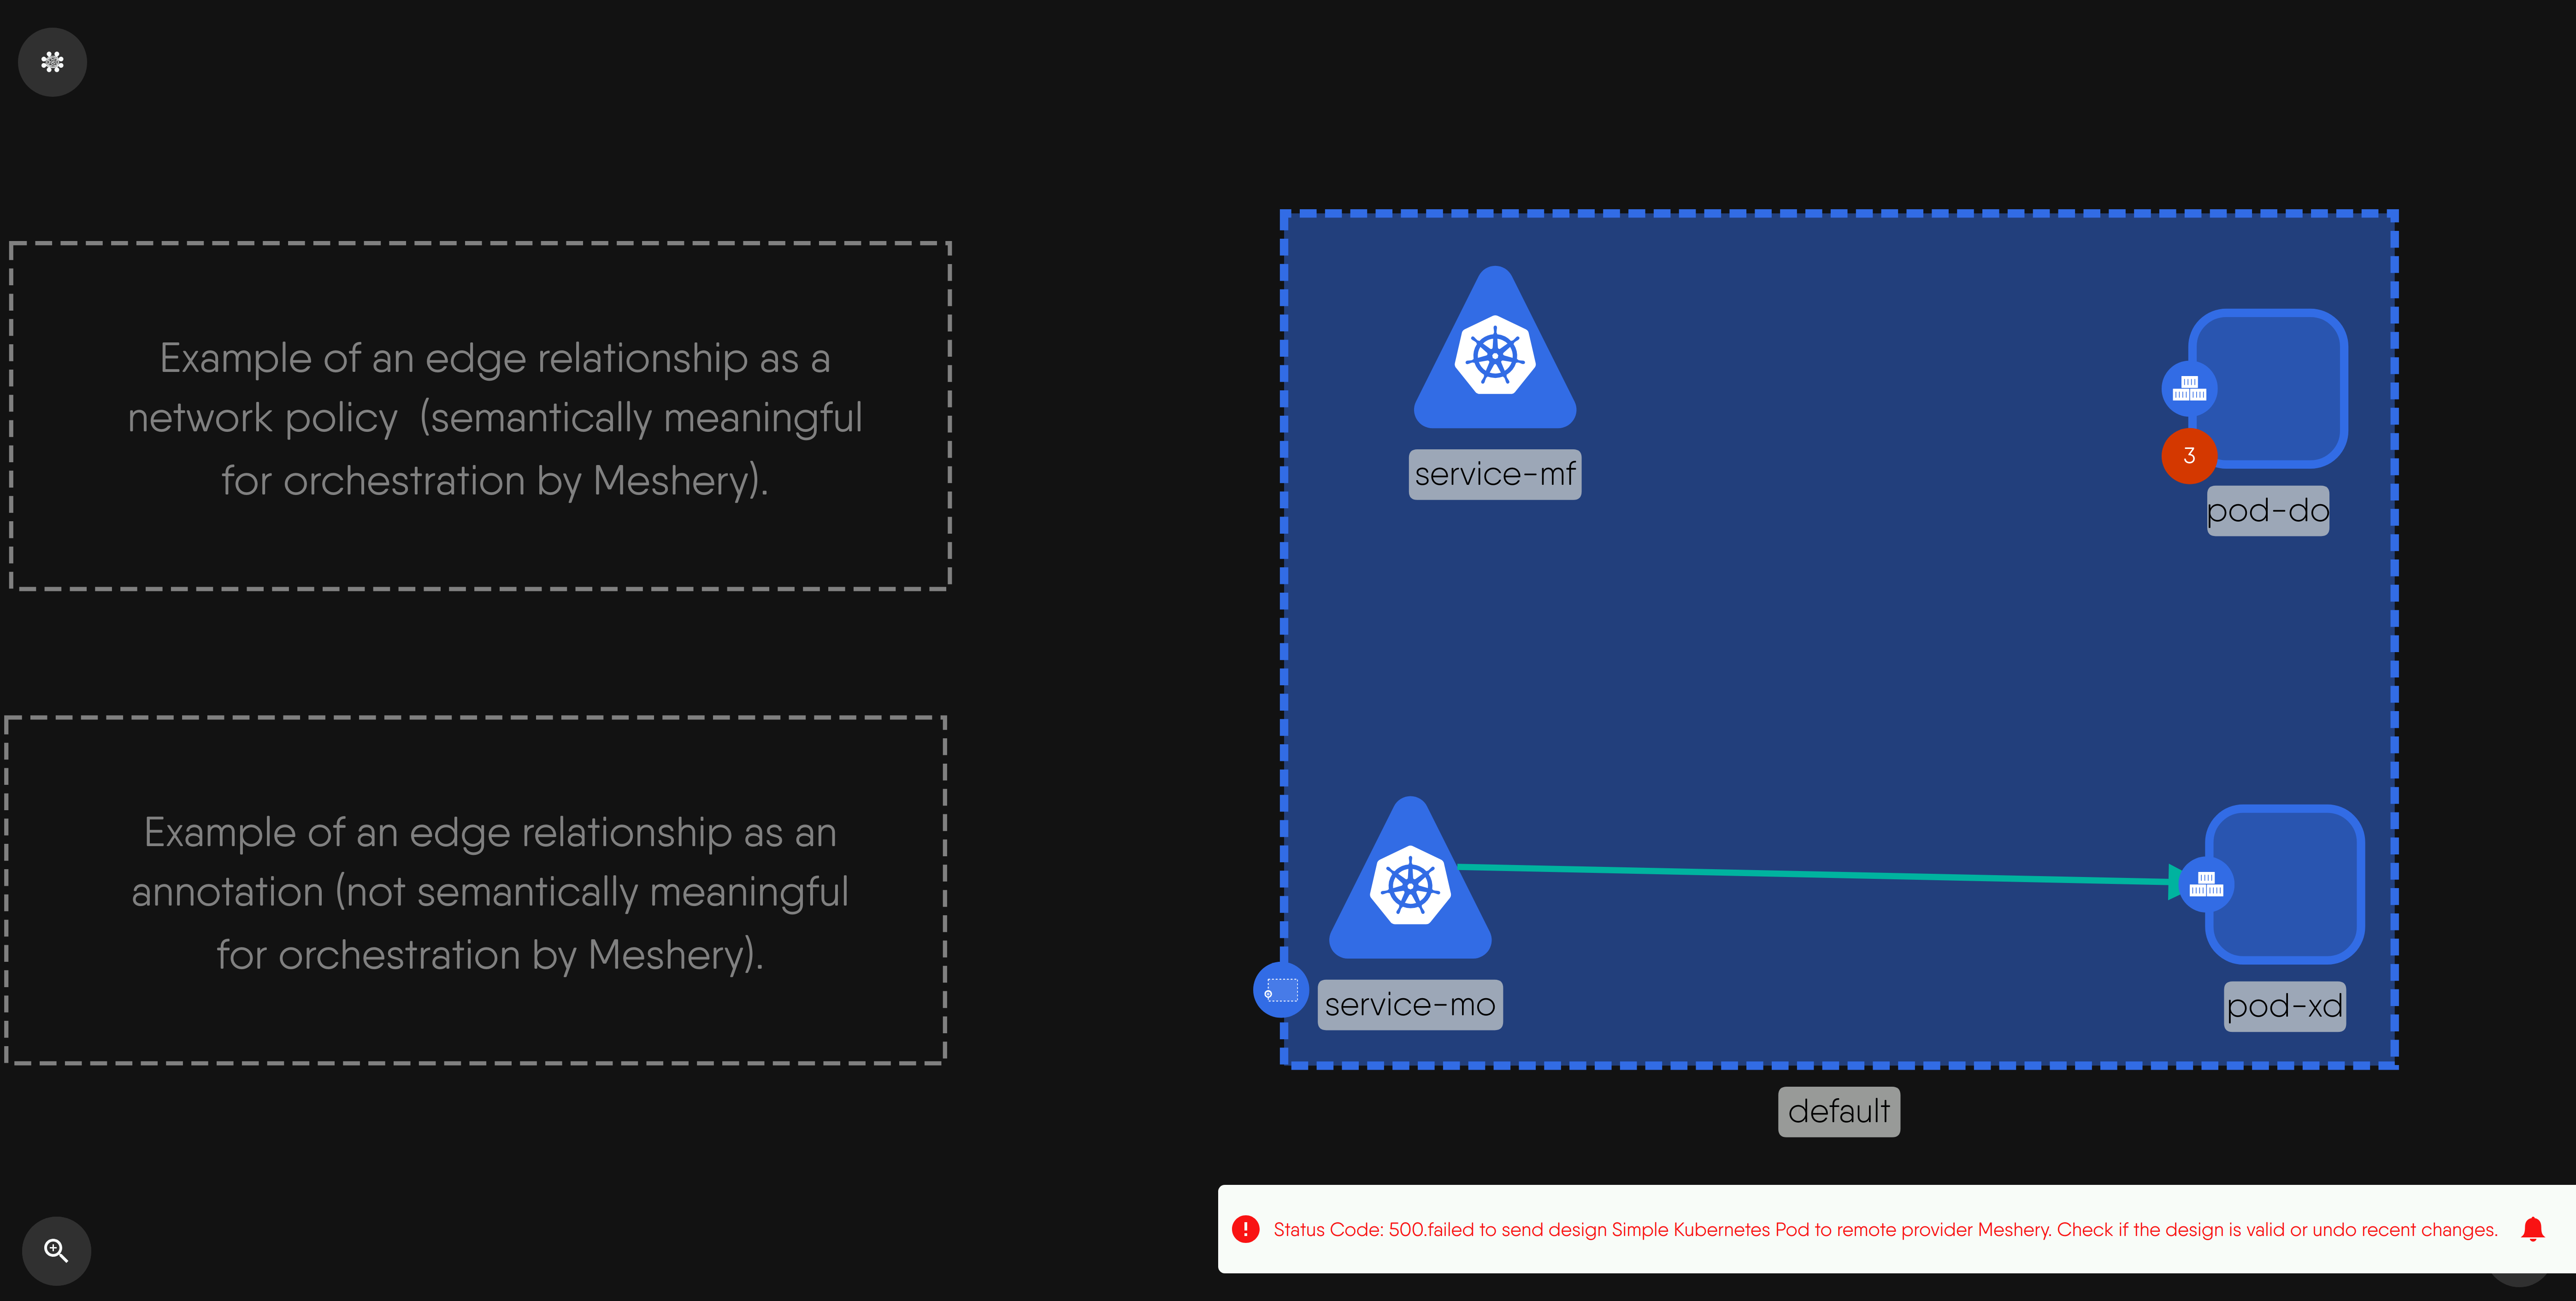 Example of an edge relationship as a
network policy  (semantically meaningful
for orchestration by Meshery).
Example of an edge relationship as an
annotation (not semantically meaningful
for orchestration by Meshery).
service-mf
3
pod-do
service-mo
pod-xd
default
Status Code: 500.failed to send design Simple Kubernetes Pod to remote provider Meshery. Check if the design is valid or undo recent changes.